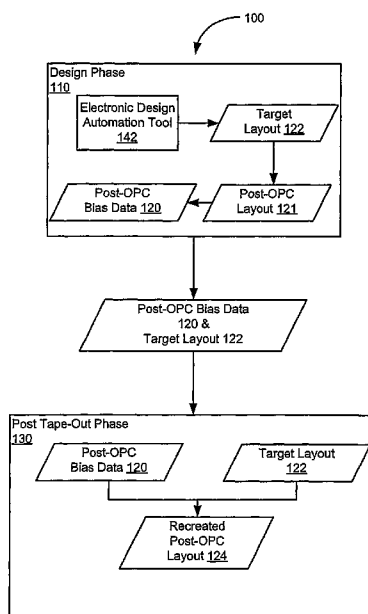 100
Design Phase
110
Electronic Design
Automation Tool
142
Target
Layout 122
Post-OPC
Bias Data 120
Post-OPC
Layout 121
Post-OPC Bias Data
120 &
Target Layout 122
Post Tape-Out Phase
130
Post-OPC
Bias Data 120
Target Layout
122
Recreated
Post-OPC
Layout 124